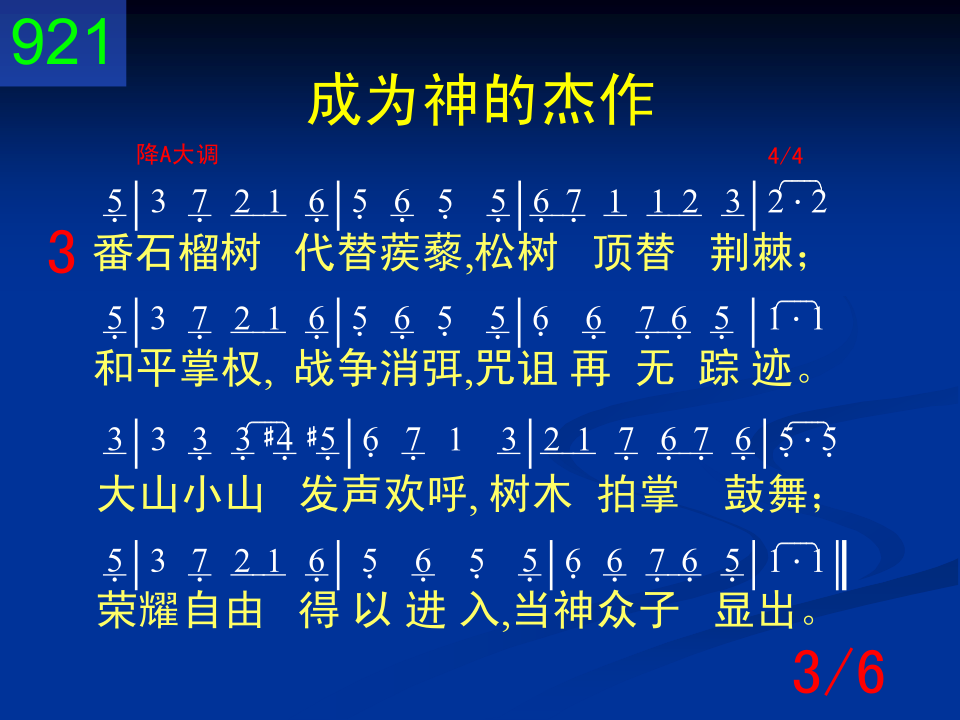 921
成为神的杰作
降A大调 4/4
5|3 7 2 1 6|5 6 5 5|6 7 1 1 2 3|2·2
3 番石榴树 代替蒺藜,松树 顶替 荆棘;
5|3 7 2 1 6|5 6 5 5|6 6 7 6 5|1·1
和平掌权, 战争消弭,咒诅 再 无 踪 迹。
3|3 3 3 #4 #5|6 7 1 3|2 1 7 6 7 6|5·5
大山小山 发声欢呼, 树木 拍掌 鼓舞;
5|3 7 2 1 6|5 6 5 5|6 6 7 6 5|1·1‖
荣耀自由 得 以 进 入,当神众子 显出。
3/6